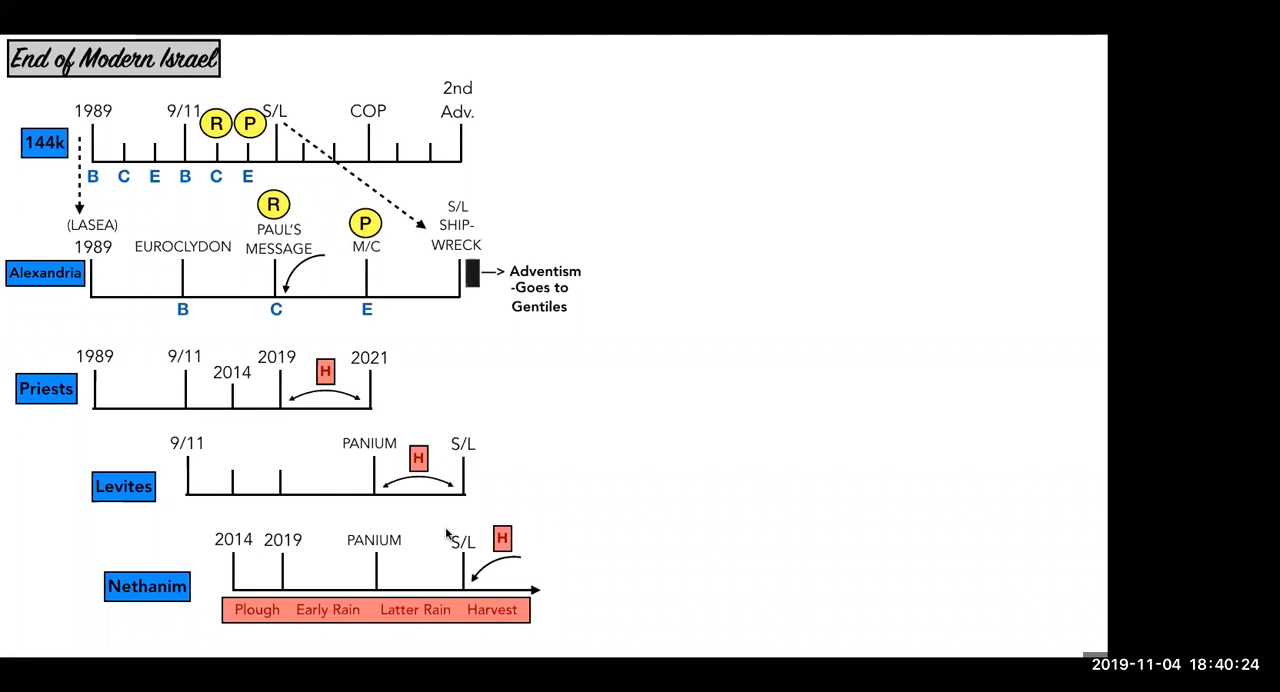 End of Modern Israel
2nd
1989 9/11 R P S/L COP Adv.
144k
B C E B C E
R S/L
(LASEA) PAUL'S P SHIP-
1989 EUROCLYDON MESSAGE M/C WRECK
Alexandria —> Adventism
-Goes to
B C E Gentiles
1989 9/11 2019 2021
2014 H
Priests
9/11 PANIUM S/L
H
Levites
2014 2019 PANIUM S/L H
Nethanim
Plough Early Rain Latter Rain Harvest
2019-11-04 18:40:24